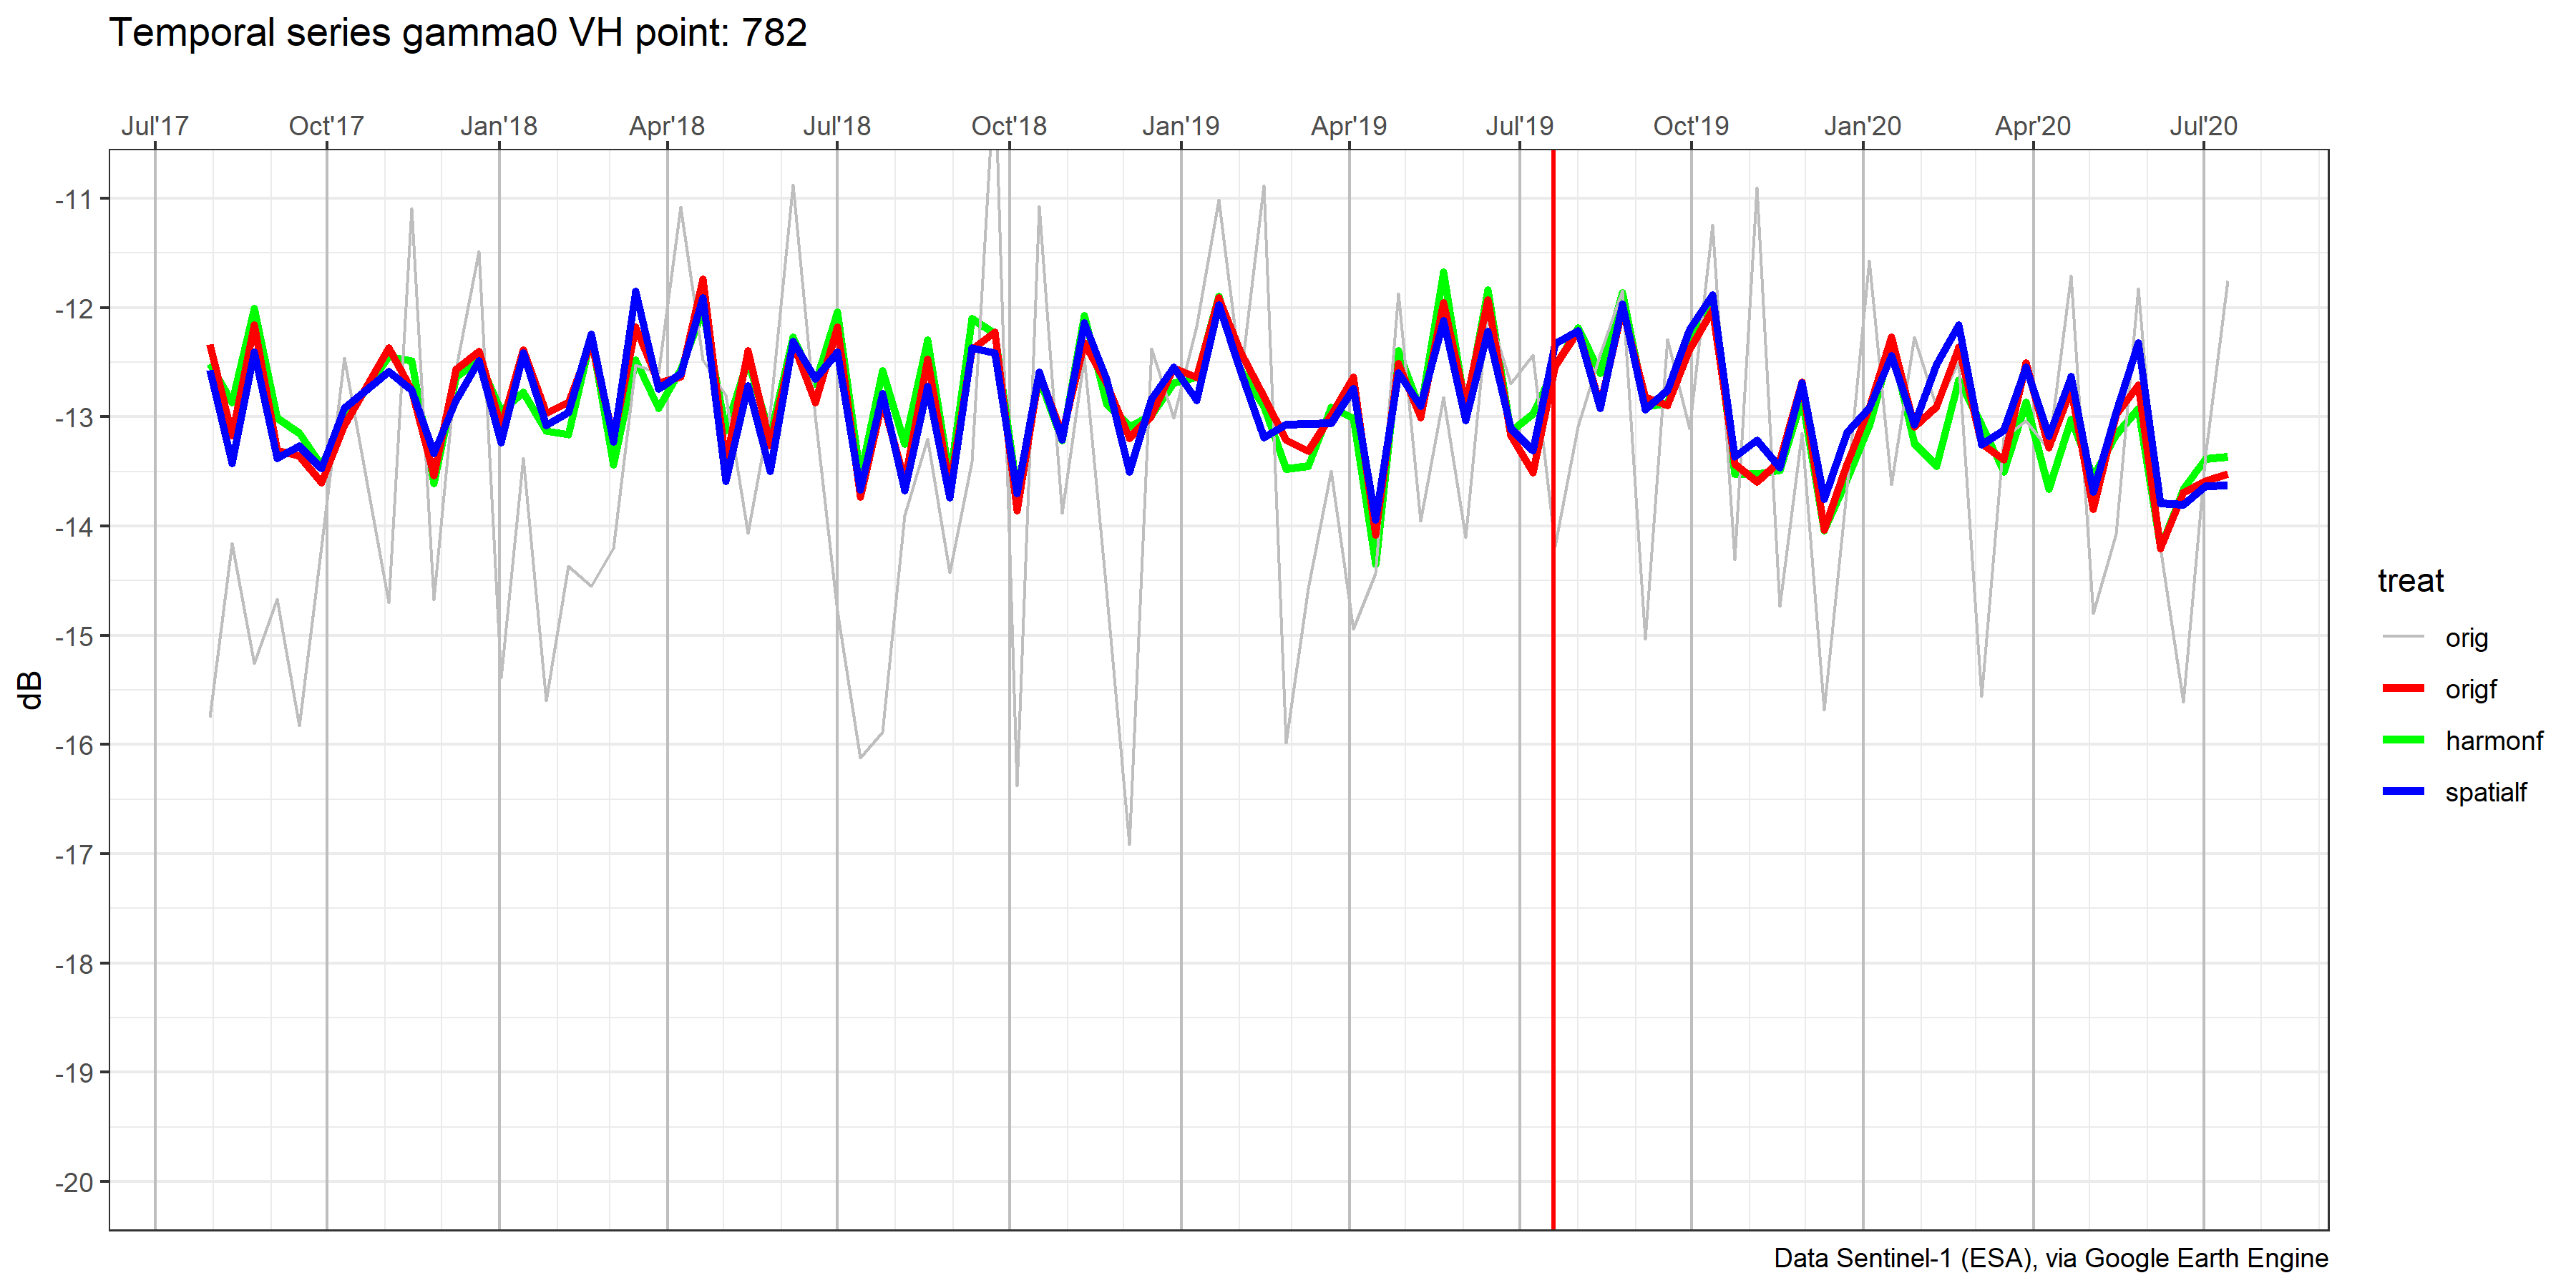 Temporal series gamma0 VH point: 782
Jul'17 Oct'17 Jan'18 Apr'18 Jul'18 Oct'18 Jan'19 Apr'19 Jul'19 Oct'19 Jan'20 Apr'20 Jul'20
-11
-12
-13
-14
-15
-16
-17
-18
-19
-20
dB
treat
orig
origf
harmonf
spatialf
Data Sentinel-1 (ESA), via Google Earth Engine